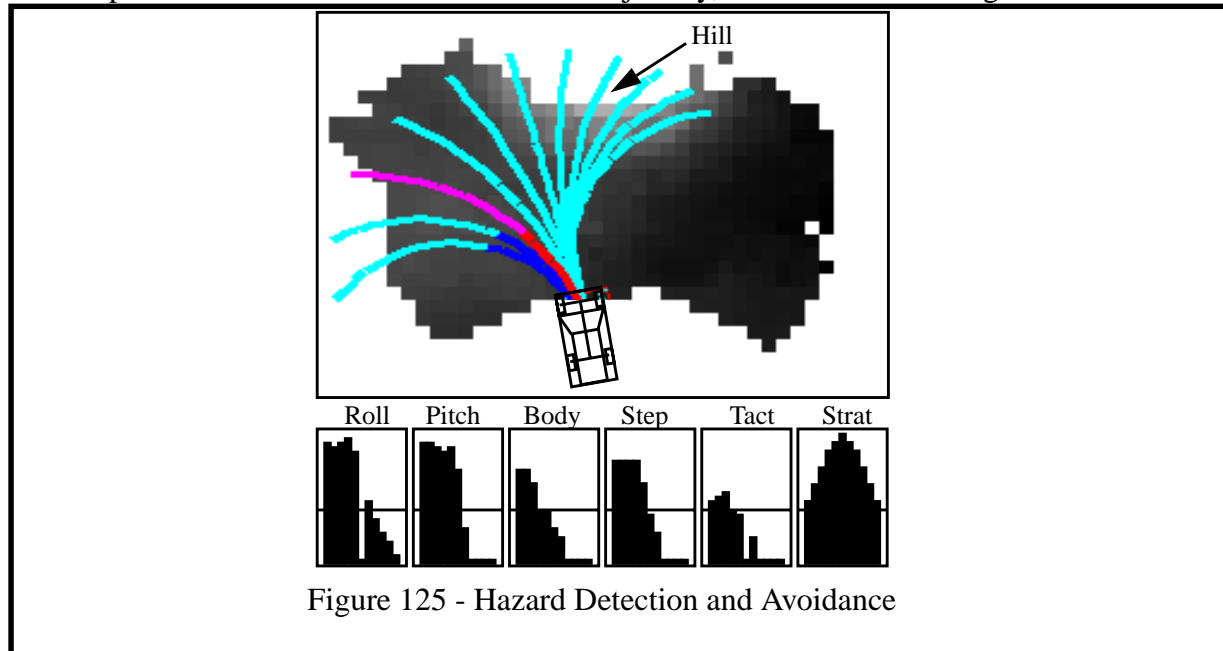 Hill
Roll Pitch Body Step Tact Strat
Figure 125 - Hazard Detection and Avoidance